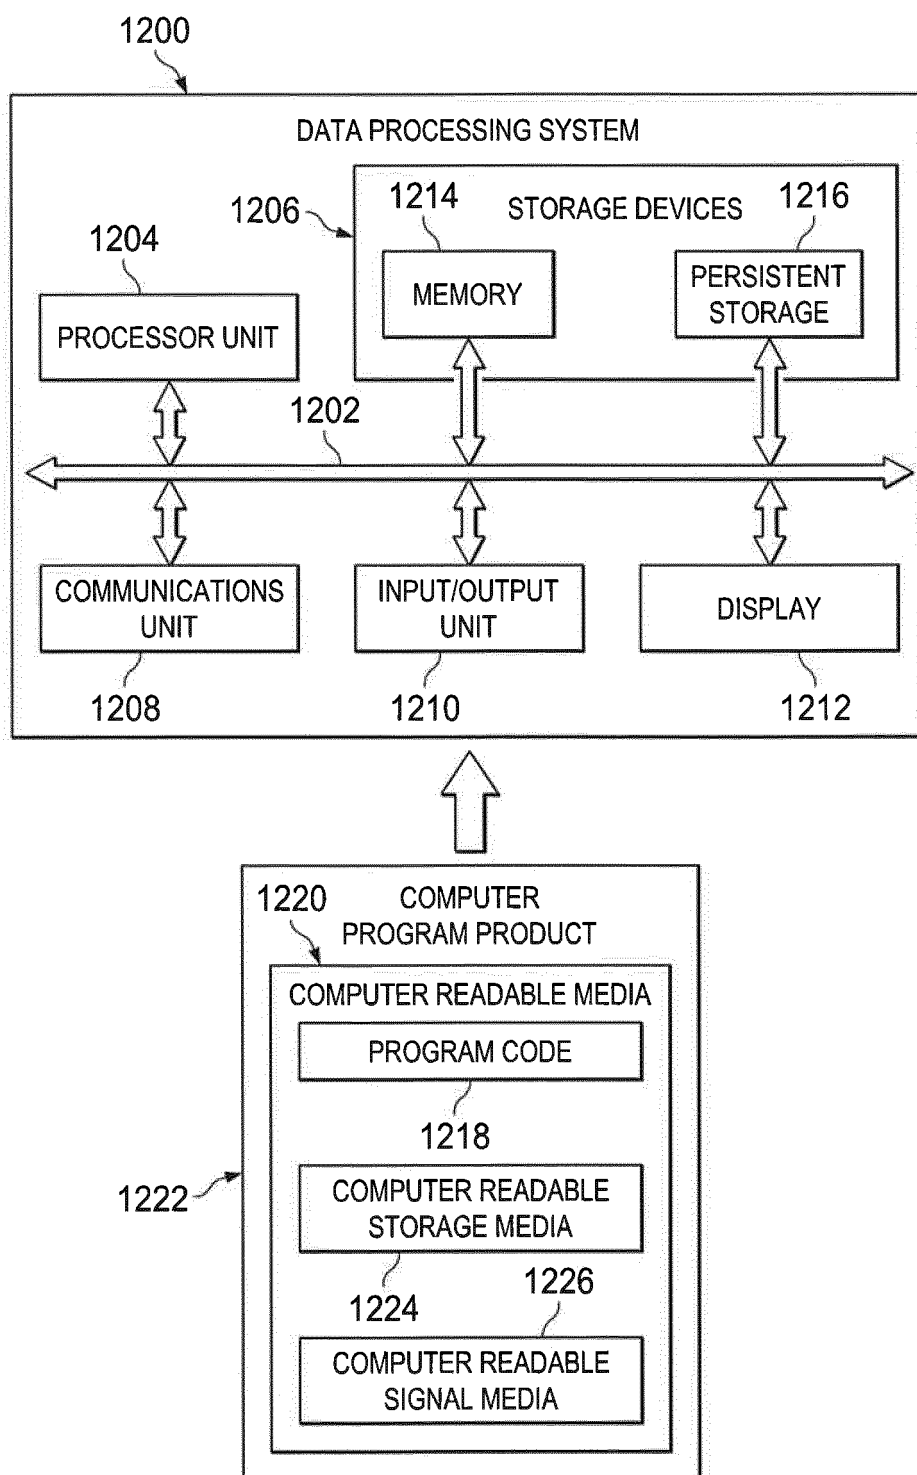 1200
DATA PROCESSING SYSTEM
1206
1214
STORAGE DEVICES
1216
1204
MEMORY
PERSISTENT
STORAGE
PROCESSOR UNIT
1202
COMMUNICATIONS
UNIT
INPUT/OUTPUT
UNIT
DISPLAY
1208
1210
1212
1220
COMPUTER
PROGRAM PRODUCT
COMPUTER READABLE MEDIA
PROGRAM CODE
1218
1222
COMPUTER READABLE
STORAGE MEDIA
1224
1226
COMPUTER READABLE
SIGNAL MEDIA